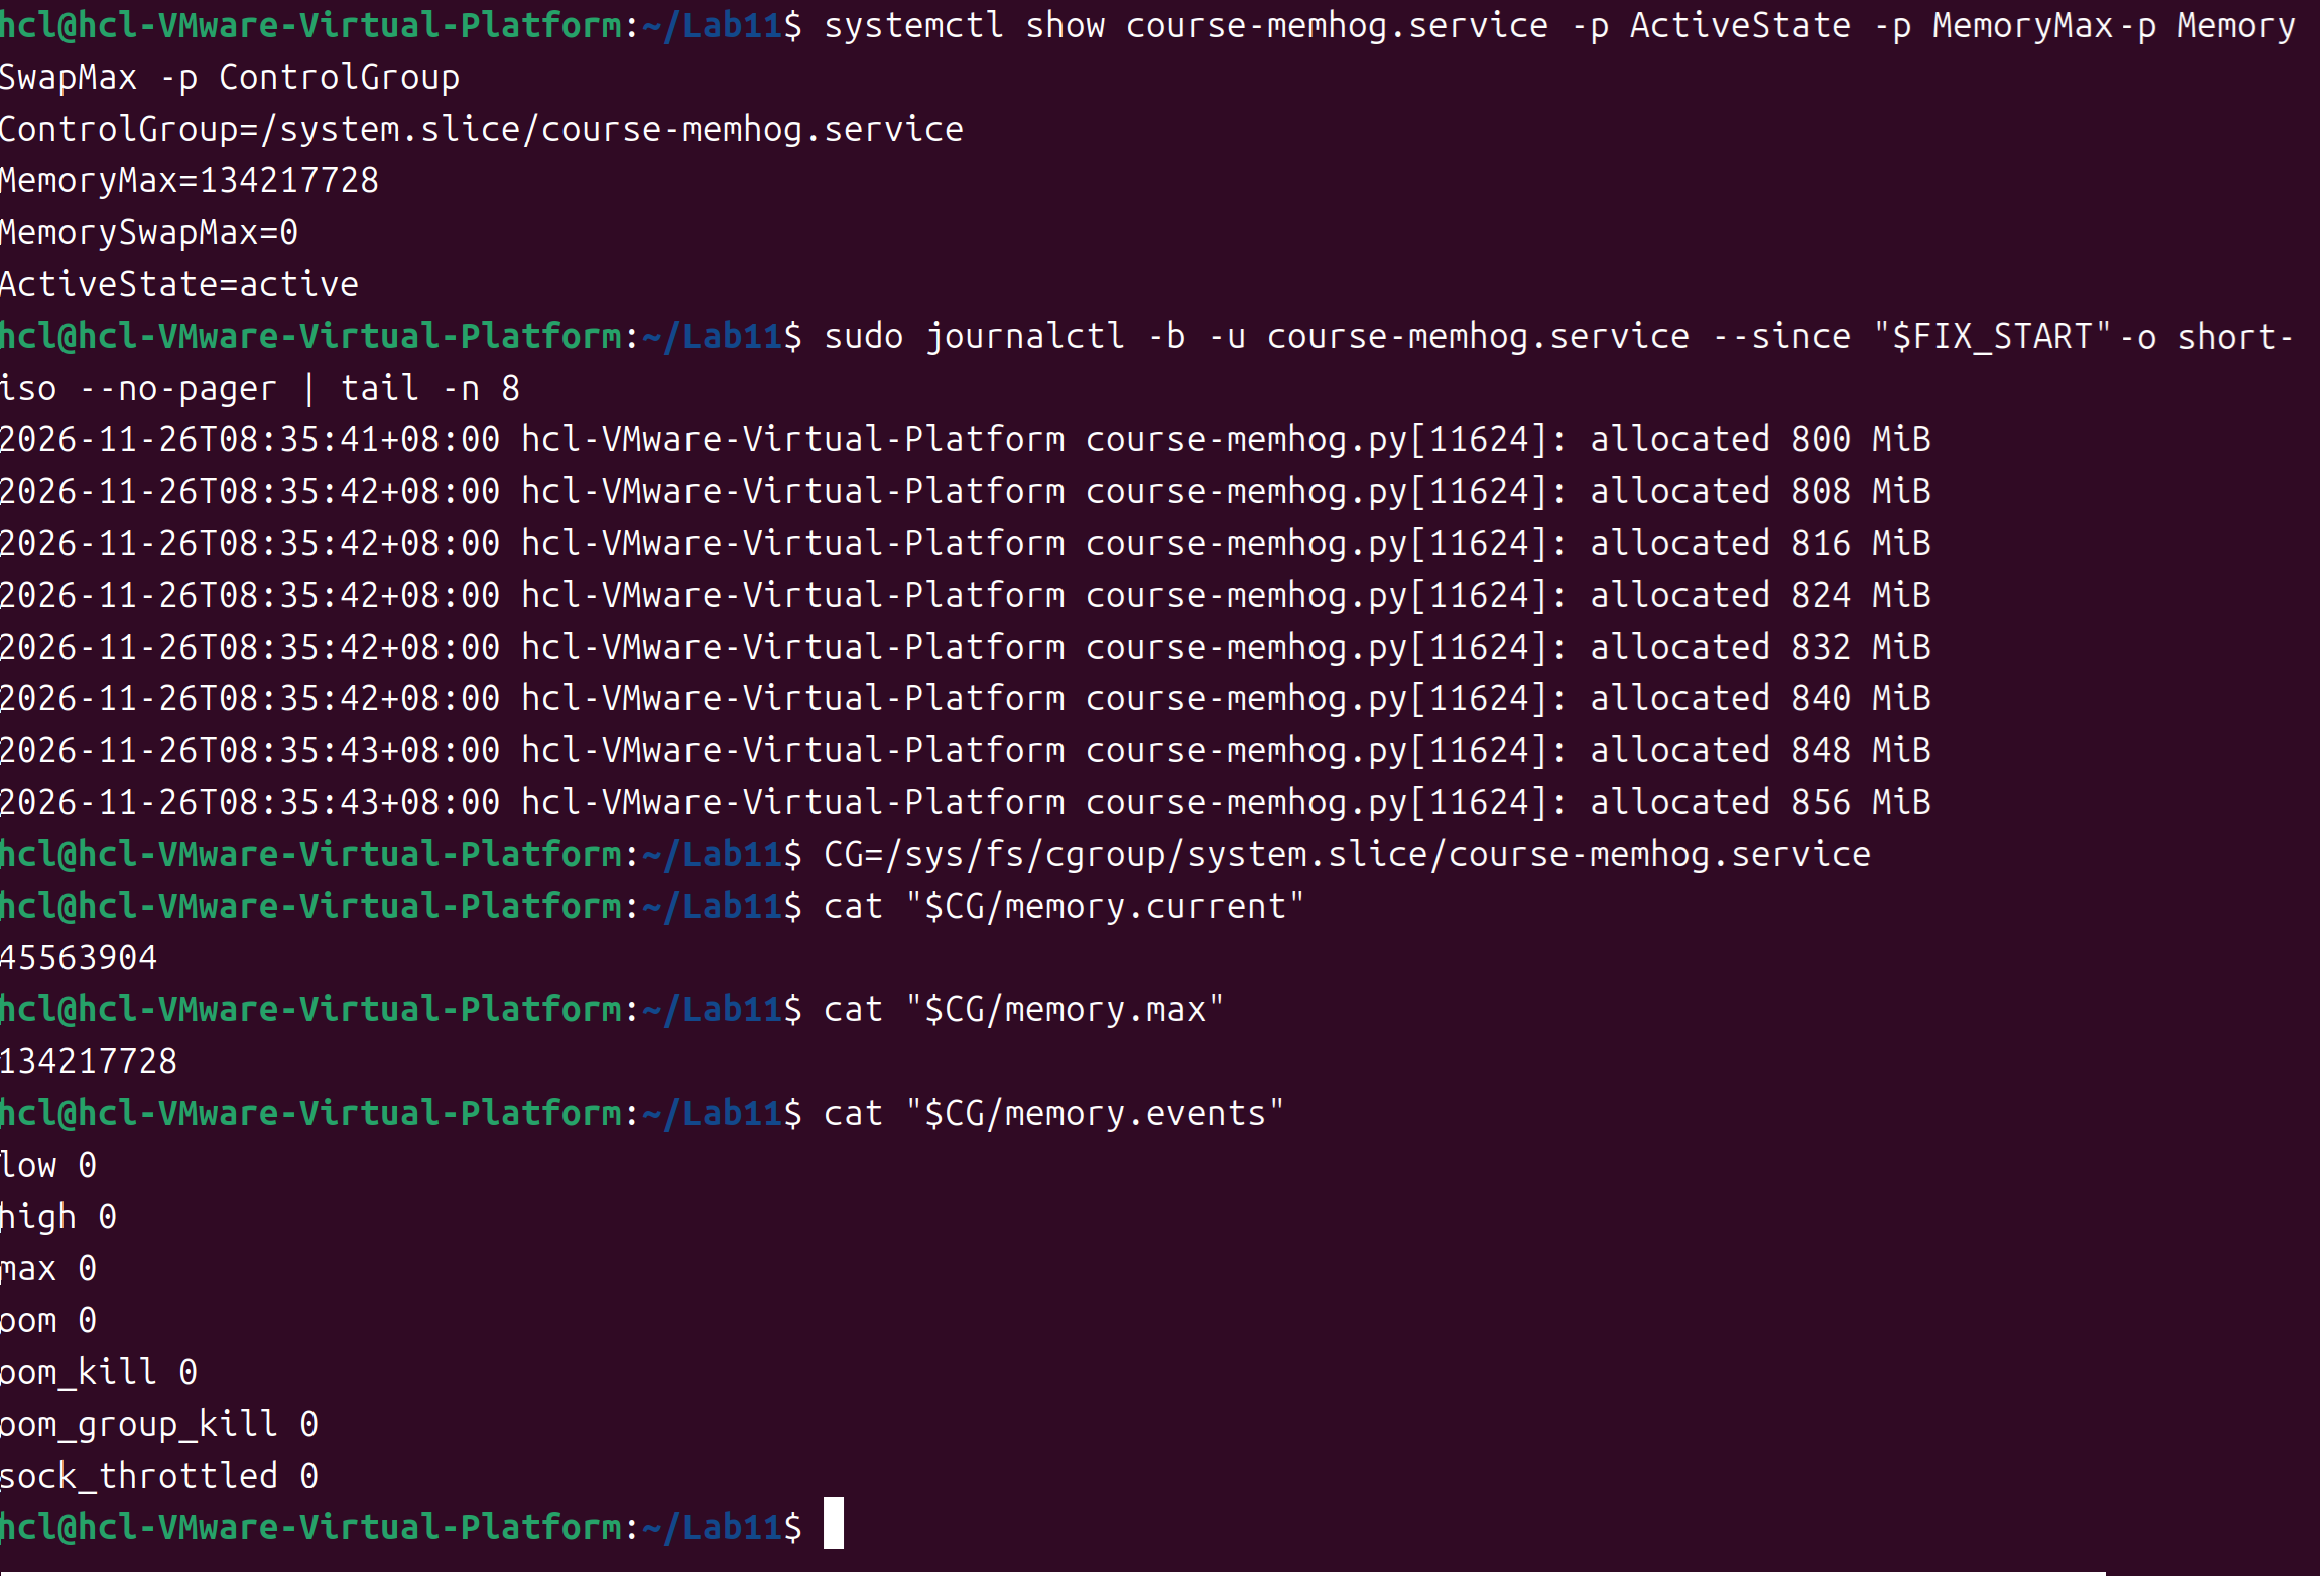 hcl@hcl-VMware-Virtual-Platform:~/Lab11$ systemctl show course-memhog.service -p ActiveState -p MemoryMax-p Memory
SwapMax -p ControlGroup
ControlGroup=/system.slice/course-memhog.service
MemoryMax=134217728
MemorySwapMax=0
ActiveState=active
hcl@hcl-VMware-Virtual-Platform:~/Lab11$ sudo journalctl -b -u course-memhog.service --since "$FIX_START"-o short-
iso --no-pager | tail -n 8
2026-11-26T08:35:41+08:00 hcl-VMware-Virtual-Platform course-memhog.py[11624]: allocated 800 MiB
2026-11-26T08:35:42+08:00 hcl-VMware-Virtual-Platform course-memhog.py[11624]: allocated 808 MiB
2026-11-26T08:35:42+08:00 hcl-VMware-Virtual-Platform course-memhog.py[11624]: allocated 816 MiB
2026-11-26T08:35:42+08:00 hcl-VMware-Virtual-Platform course-memhog.py[11624]: allocated 824 MiB
2026-11-26T08:35:42+08:00 hcl-VMware-Virtual-Platform course-memhog.py[11624]: allocated 832 MiB
2026-11-26T08:35:42+08:00 hcl-VMware-Virtual-Platform course-memhog.py[11624]: allocated 840 MiB
2026-11-26T08:35:43+08:00 hcl-VMware-Virtual-Platform course-memhog.py[11624]: allocated 848 MiB
2026-11-26T08:35:43+08:00 hcl-VMware-Virtual-Platform course-memhog.py[11624]: allocated 856 MiB
hcl@hcl-VMware-Virtual-Platform:~/Lab11$ CG=/sys/fs/cgroup/system.slice/course-memhog.service
hcl@hcl-VMware-Virtual-Platform:~/Lab11$ cat "$CG/memory.current"
45563904
hcl@hcl-VMware-Virtual-Platform:~/Lab11$ cat "$CG/memory.max"
134217728
hcl@hcl-VMware-Virtual-Platform:~/Lab11$ cat "$CG/memory.events"
low 0
high 0
max 0
oom 0
oom_kill 0
oom_group_kill 0
sock_throttled 0
hcl@hcl-VMware-Virtual-Platform:~/Lab11$